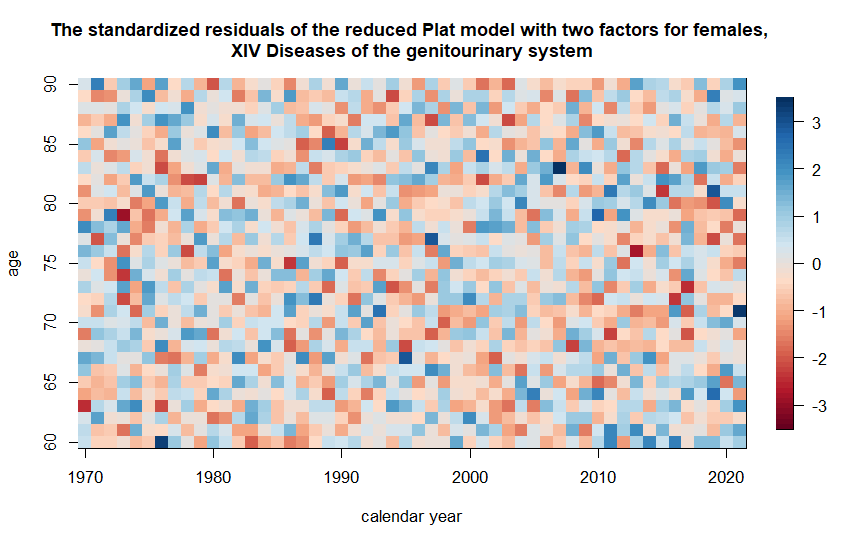 The standardized residuals of the reduced Plat model with two factors for females,
XIV Diseases of the genitourinary system
90
85
80
75
70
65
60
age
1970 1980 1990 2000 2010 2020
calendar year
3
2
1
0
-1
-2
-3